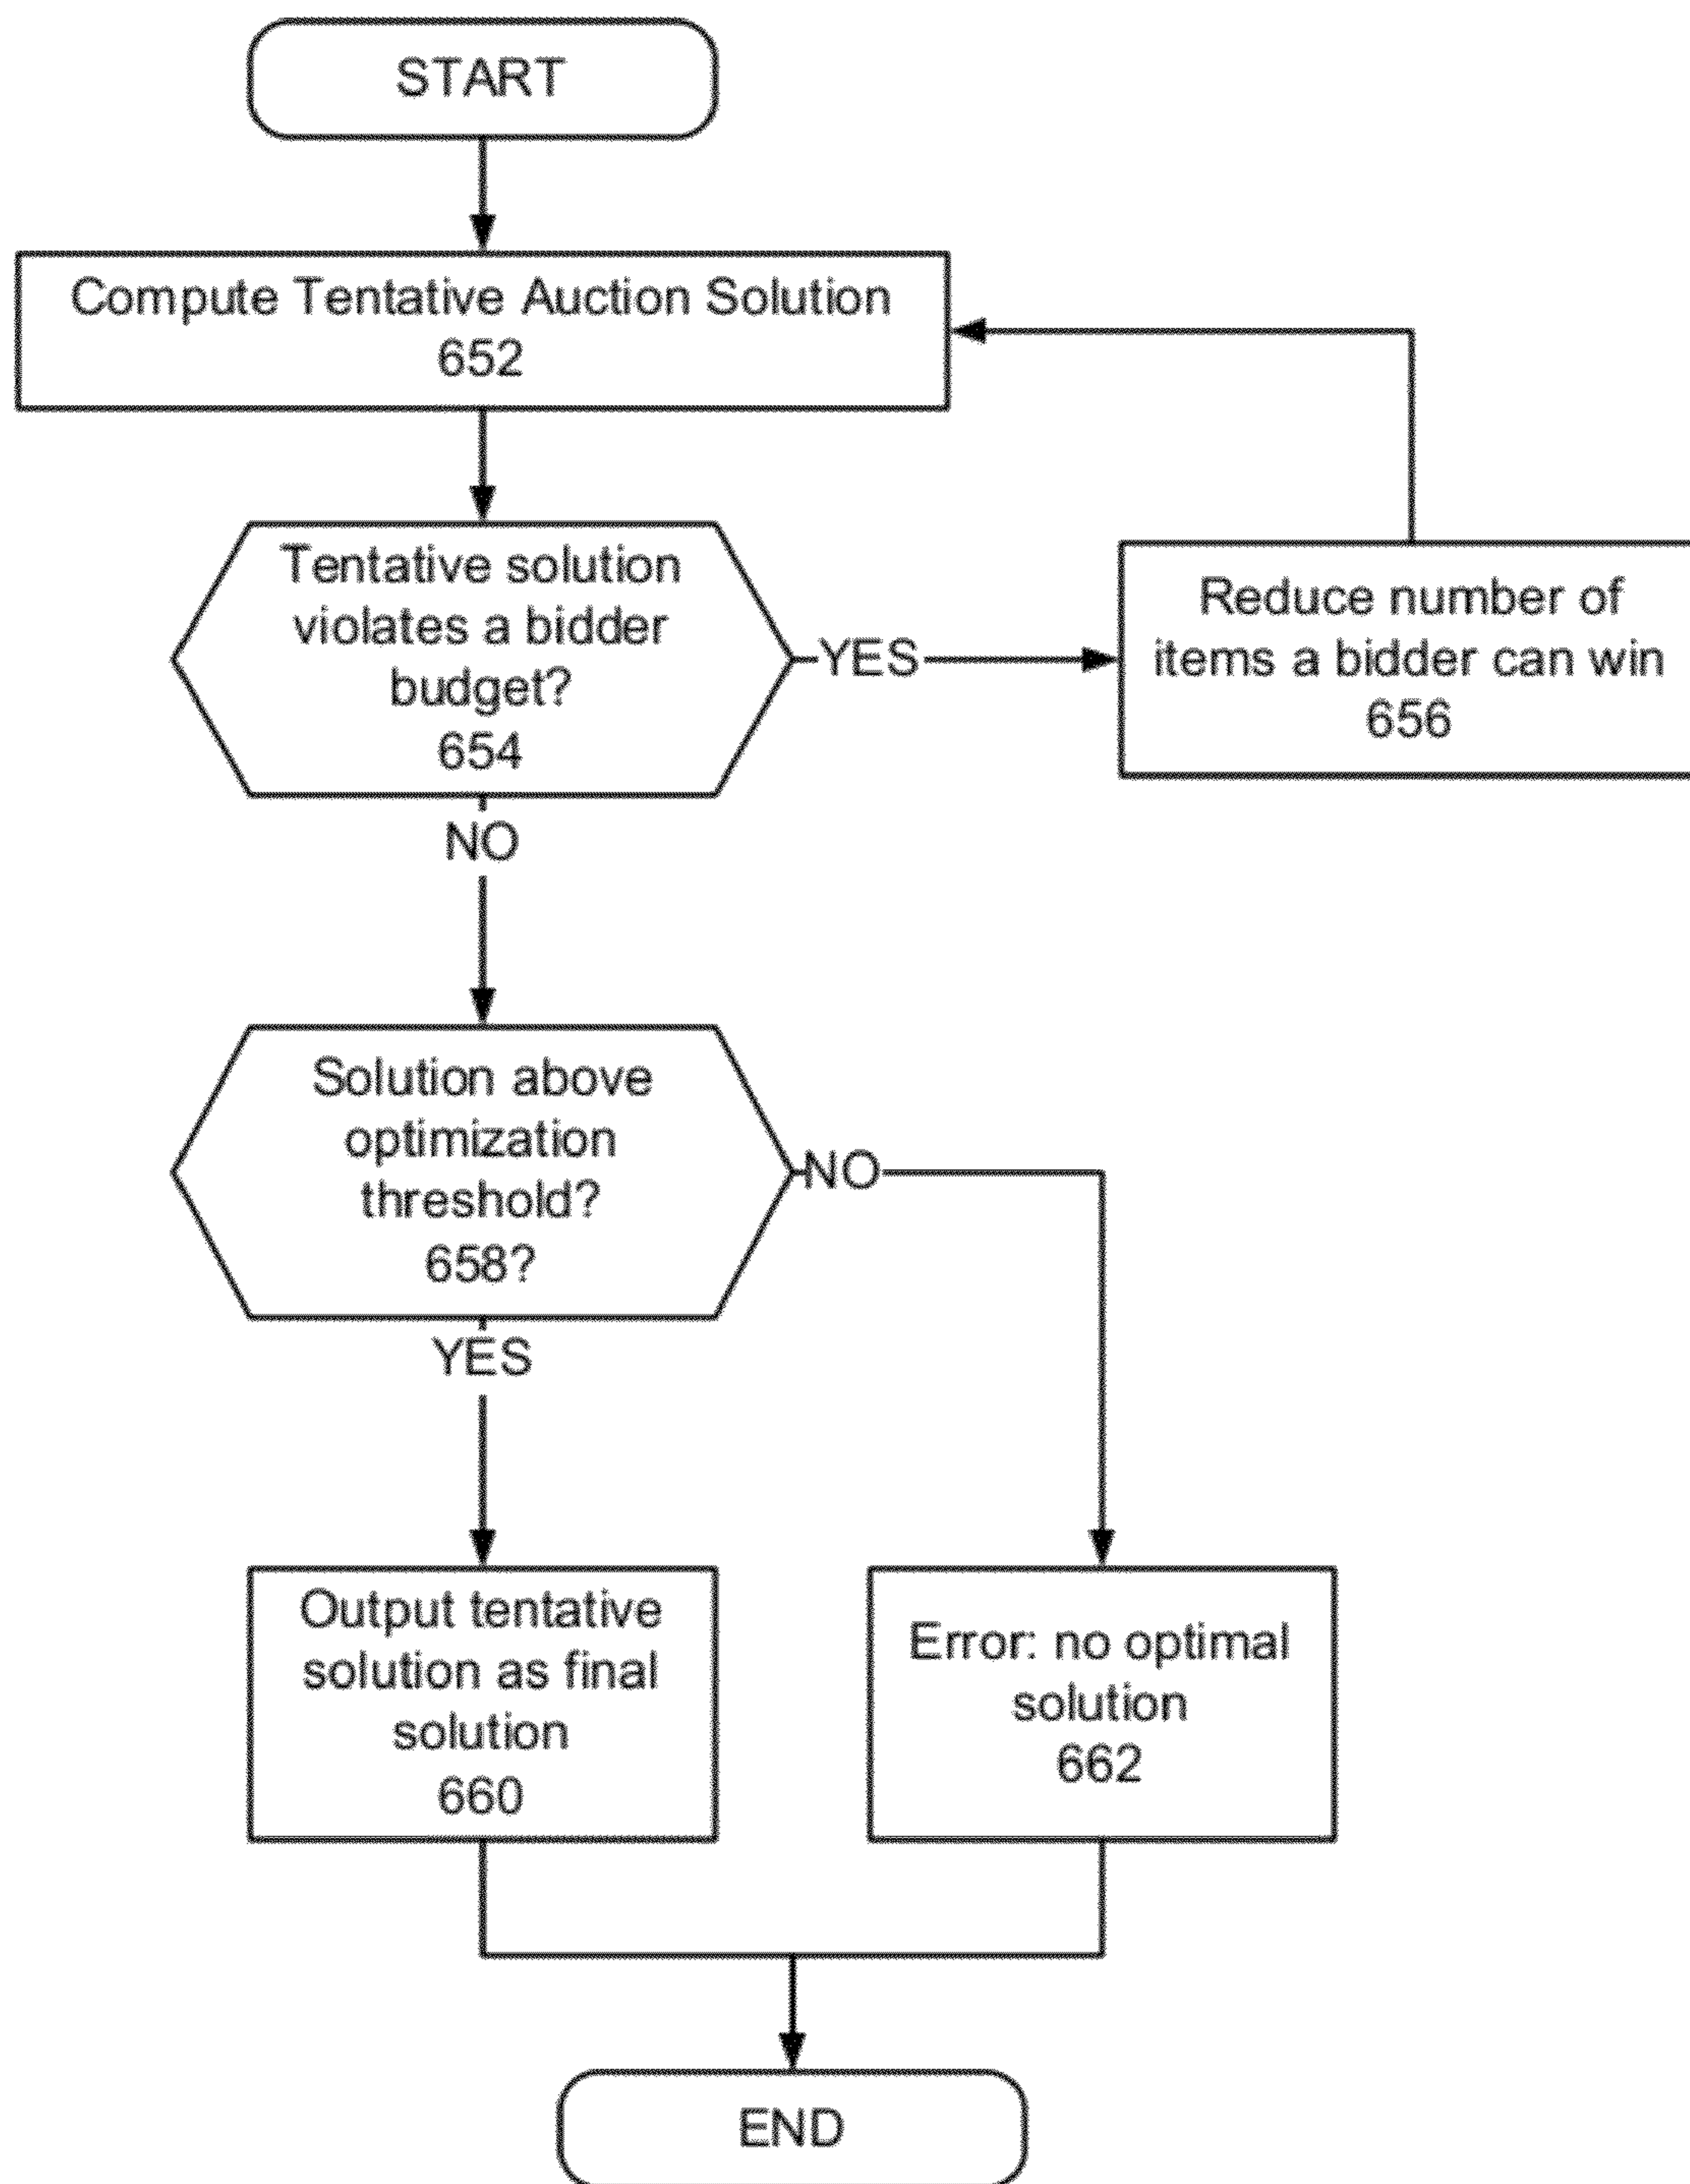 START
Compute Tentative Auction Solution
652
Tentative solution
violates a bidder
budget?
654
YES
Reduce number of
items a bidder can win
656
NO
Solution above
optimization
threshold?
658?
NO
YES
Output tentative
solution as final
solution
660
Error: no optimal
solution
662
END